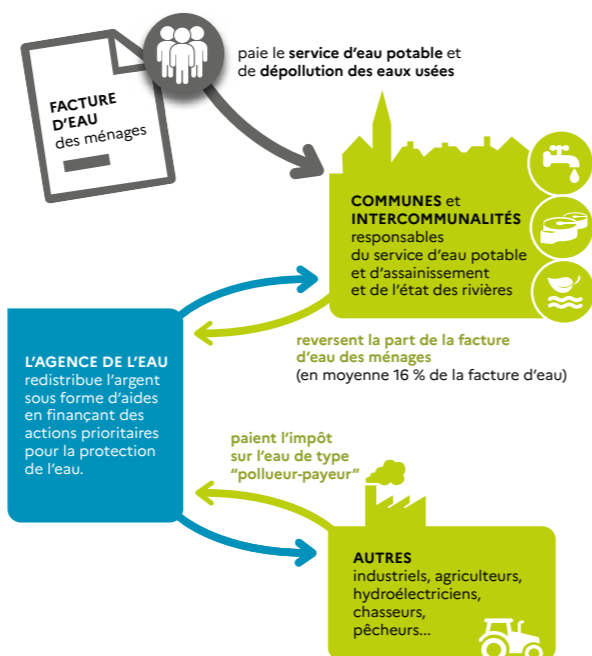 paie le service d'eau potable et
de dépollution des eaux usées
FACTURE
D'EAU
des ménages
COMMUNES et
INTERCOMMUNALITÉS
responsables
du service d'eau potable
et d'assainissement
et de l'état des rivières
reversent la part de la facture
d'eau des ménages
(en moyenne 16 % de la facture d'eau)
L'AGENCE DE L'EAU
redistribue l'argent
sous forme d'aides
en finançant des
actions prioritaires
pour la protection
de l'eau.
paient l'impôt
sur l'eau de type
"pollueur-payeur"
AUTRES
industriels, agriculteurs,
hydroélectriciens,
chasseurs,
pêcheurs...